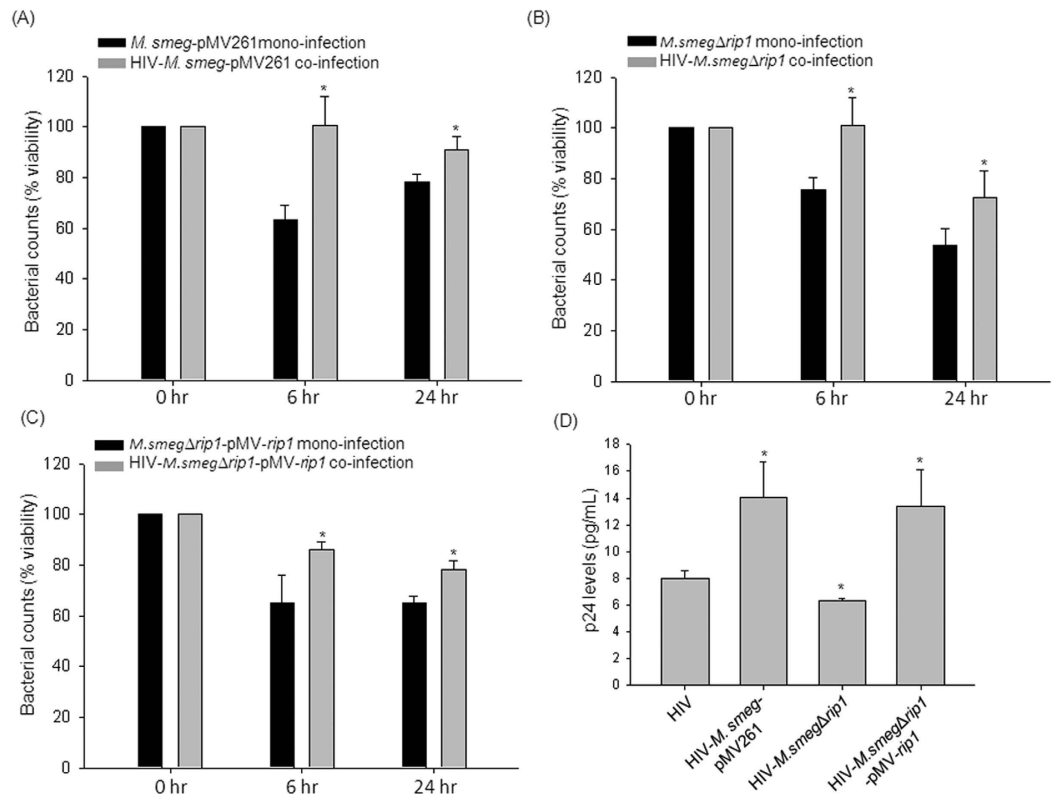 (A)
M. smeg-pMV261mono-infection
HIV-M. smeg-pMV261 co-infection
120
100
80
60
40
20
0
Bacterial counts (% viability)
*
*
0 hr
6 hr
24 hr
(B)
M.smegΔrip1 mono-infection
HIV-M.smegΔrip1 co-infection
120
100
80
60
40
20
0
Bacterial counts (% viability)
*
*
0 hr
6 hr
24 hr
(C)
M.smegΔrip1-pMV-rip1 mono-infection
HIV-M.smegΔrip1-pMV-rip1 co-infection
120
100
80
60
40
20
0
Bacterial counts (% viability)
*
*
0 hr
6 hr
24 hr
(D)
18
16
14
12
10
8
6
4
2
0
p24 levels (pg/mL)
*
*
*
HIV
HIV-M. smeg-
pMV261
HIV-M.smegΔrip1
HIV-M.smegΔrip1
-pMV-rip1